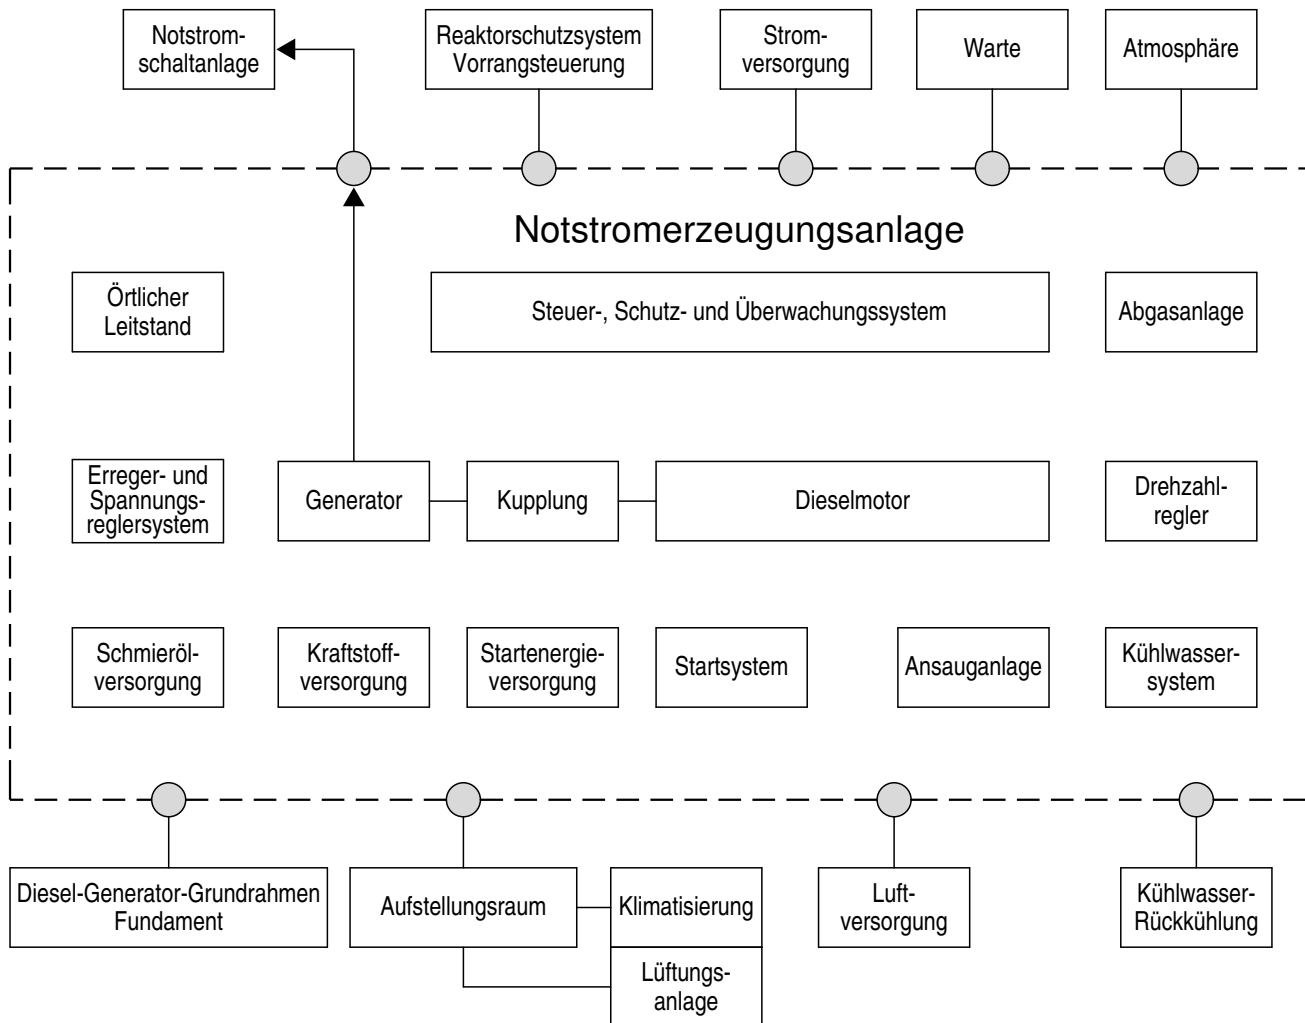 Notstrom-
schaltanlage
Reaktorschutzsystem
Vorrangsteuerung
Strom-
versorgung
Warte
Atmosphäre
Notstromerzeugungsanlage
Örtlicher
Leitstand
Steuer-, Schutz- und Überwachungssystem
Abgasanlage
Erreger- und
Spannungs-
reglersystem
Generator
Kupplung
Dieselmotor
Drehzahl-
regler
Schmieröl-
versorgung
Kraftstoff-
versorgung
Startenergie-
versorgung
Startsystem
Ansauganlage
Kühlwasser-
system
Diesel-Generator-Grundrahmen
Fundament
Aufstellungsraum
Klimatisierung
Lüftungs-
anlage
Luft-
versorgung
Kühlwasser-
Rückkühlung